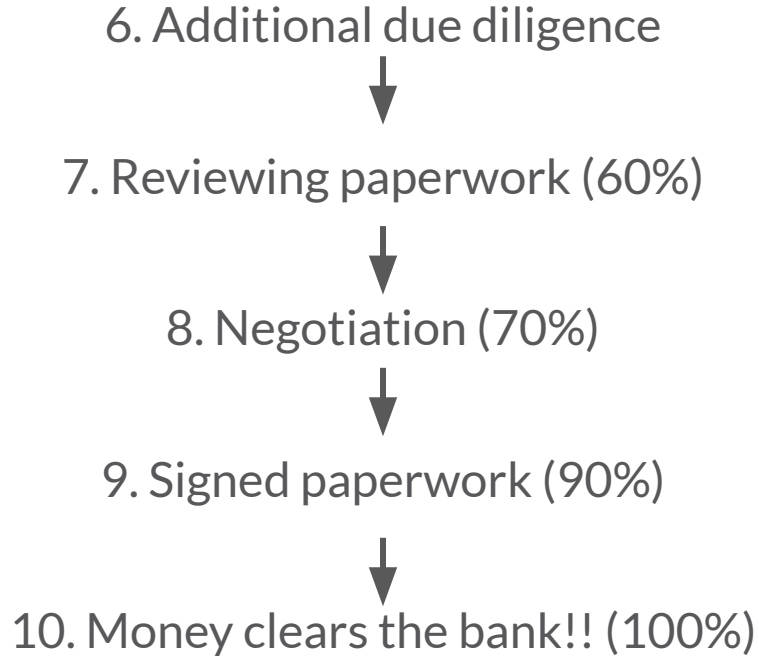 6. Additional due diligence
7. Reviewing paperwork (60%)
8. Negotiation (70%)
9. Signed paperwork (90%)
10. Money clears the bank!! (100%)